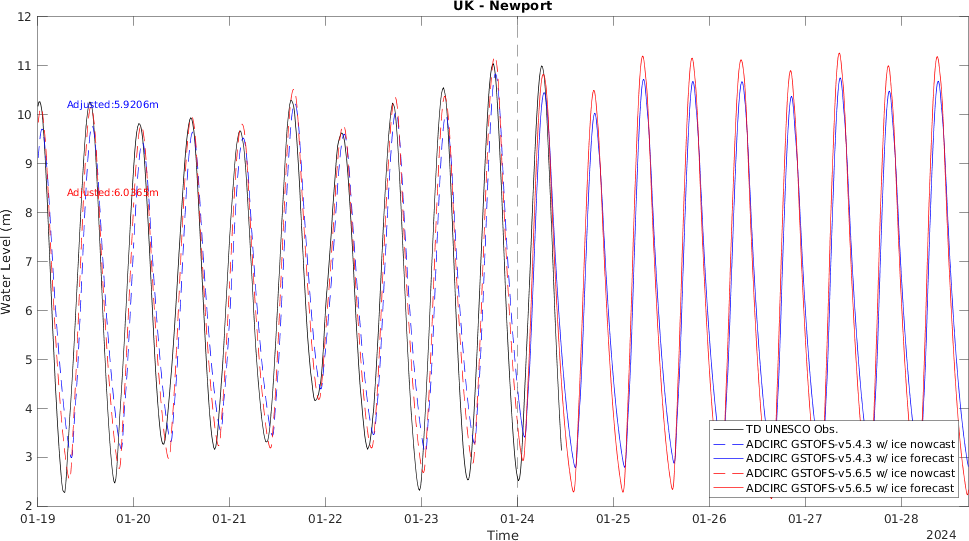 UK - Newport
12
11
10
9
8
7
6
5
4
3
2
Water Level (m)
Adjusted:5.9206m
Adjusted:6.0365m
TD UNESCO Obs.
ADCIRC GSTOFS-v5.4.3 w/ ice nowcast
ADCIRC GSTOFS-v5.4.3 w/ ice forecast
ADCIRC GSTOFS-v5.6.5 w/ ice nowcast
ADCIRC GSTOFS-v5.6.5 w/ ice forecast
01-19 01-20 01-21 01-22 01-23 01-24 01-25 01-26 01-27 01-28
Time
2024